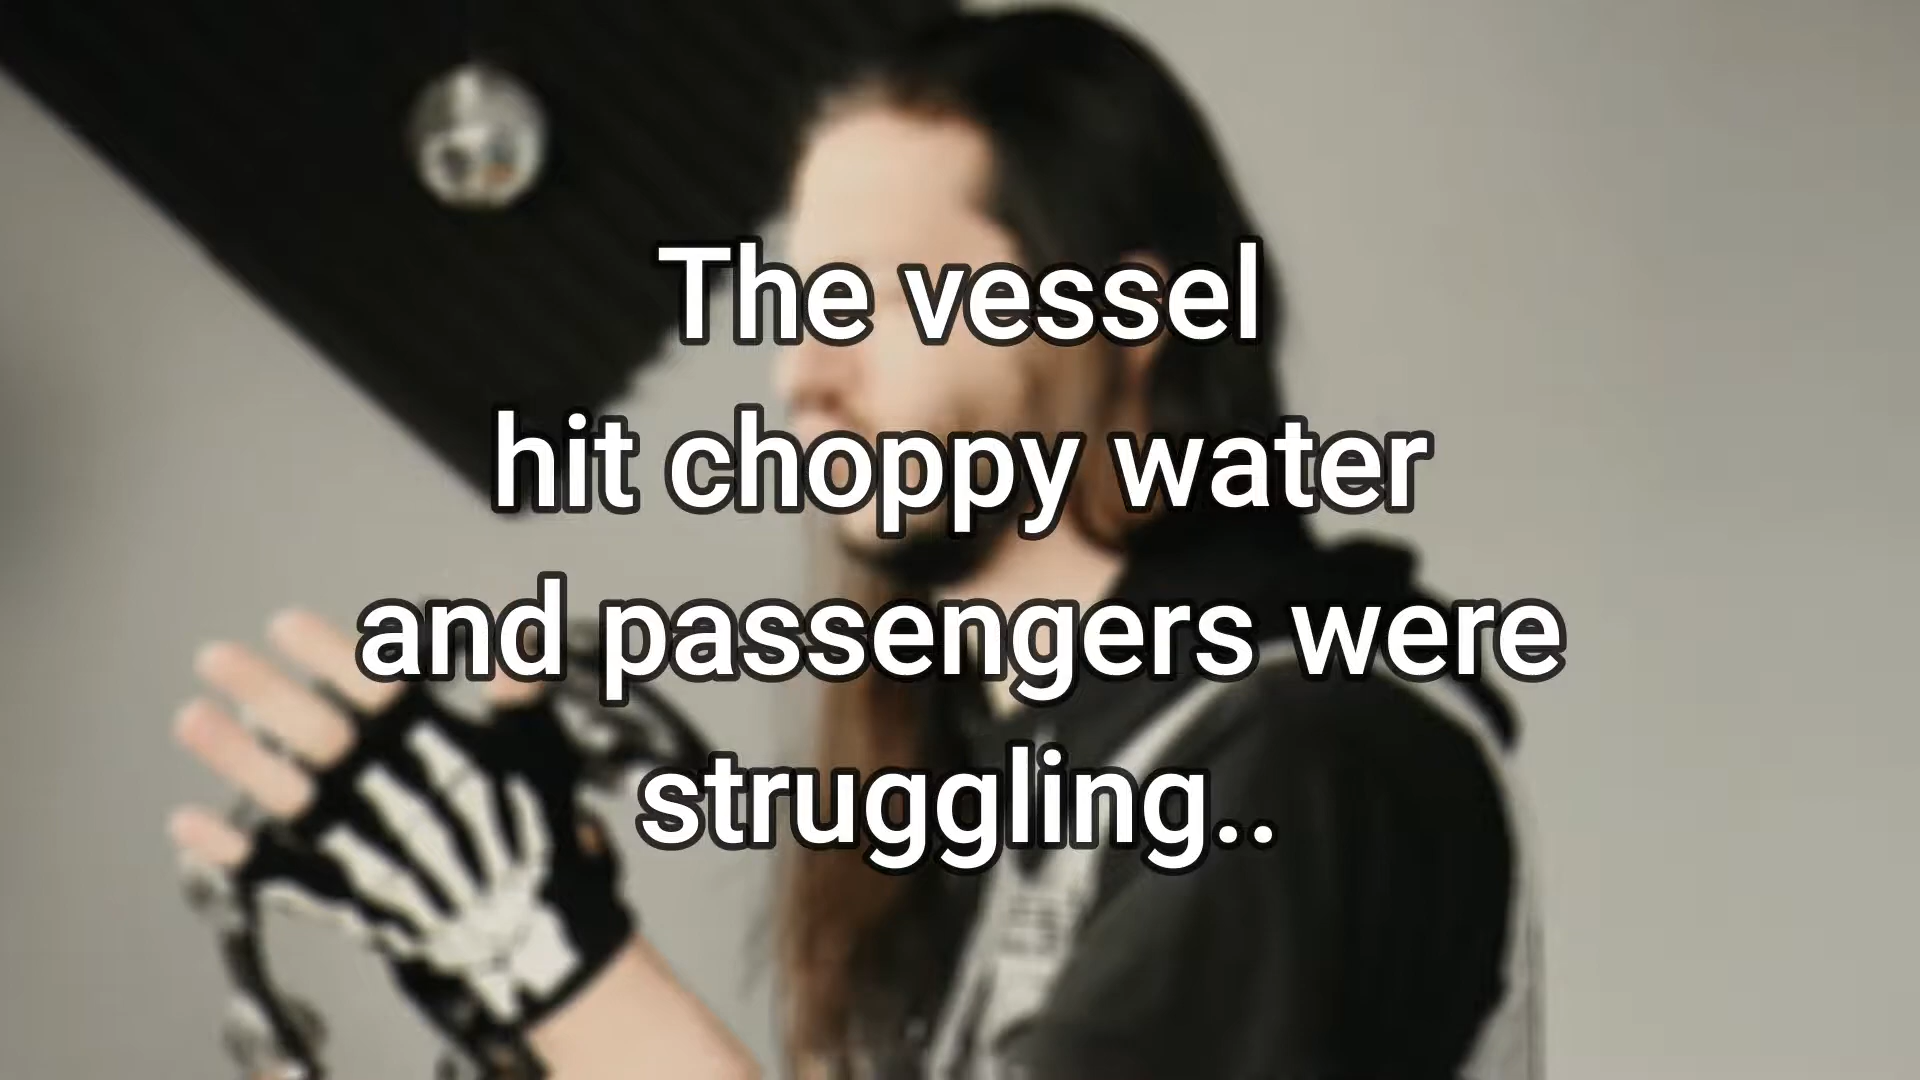 The vessel
hit choppy water
and passengers were
struggling..